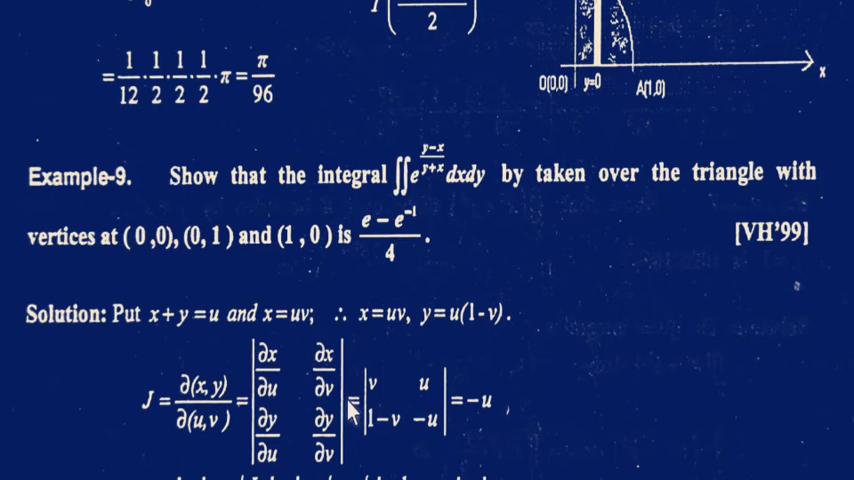 I ( 2 )
= 1/12 · 1/2 · 1/2 · 1/2 · π = π/96
O(0,0) y=0 A(1,0) x
Example-9. Show that the integral ∬ e^((y−x)/(y+x)) dxdy by taken over the triangle with
vertices at ( 0 ,0), (0, 1 ) and (1 , 0 ) is (e − e^−1)/4 . [VH'99]
Solution: Put x+y = u and x=uv; ∴ x=uv, y=u(1-v).
J = ∂(x,y)/∂(u,v) = | ∂x/∂u ∂x/∂v ; ∂y/∂u ∂y/∂v | = | v u ; 1−v −u | = −u ,